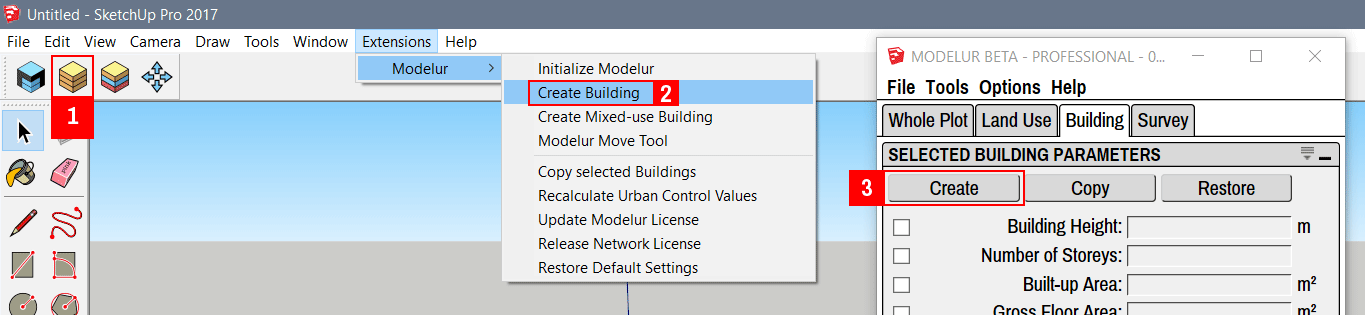 Untitled - SketchUp Pro 2017
File Edit View Camera Draw Tools Window Extensions Help
1
Modelur
Initialize Modelur
Create Building 2
Create Mixed-use Building
Modelur Move Tool
Copy selected Buildings
Recalculate Urban Control Values
Update Modelur License
Release Network License
Restore Default Settings
MODELUR BETA - PROFESSIONAL - 0...
File Tools Options Help
Whole Plot Land Use Building Survey
SELECTED BUILDING PARAMETERS
3 Create Copy Restore
Building Height: m
Number of Storeys:
Built-up Area: m²
Gross Floor Area: m²